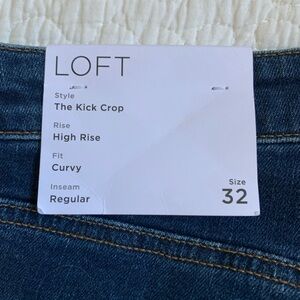 LOFT
Style
The Kick Crop
Rise
High Rise
Fit
Curvy
Inseam
Regular
Size
32